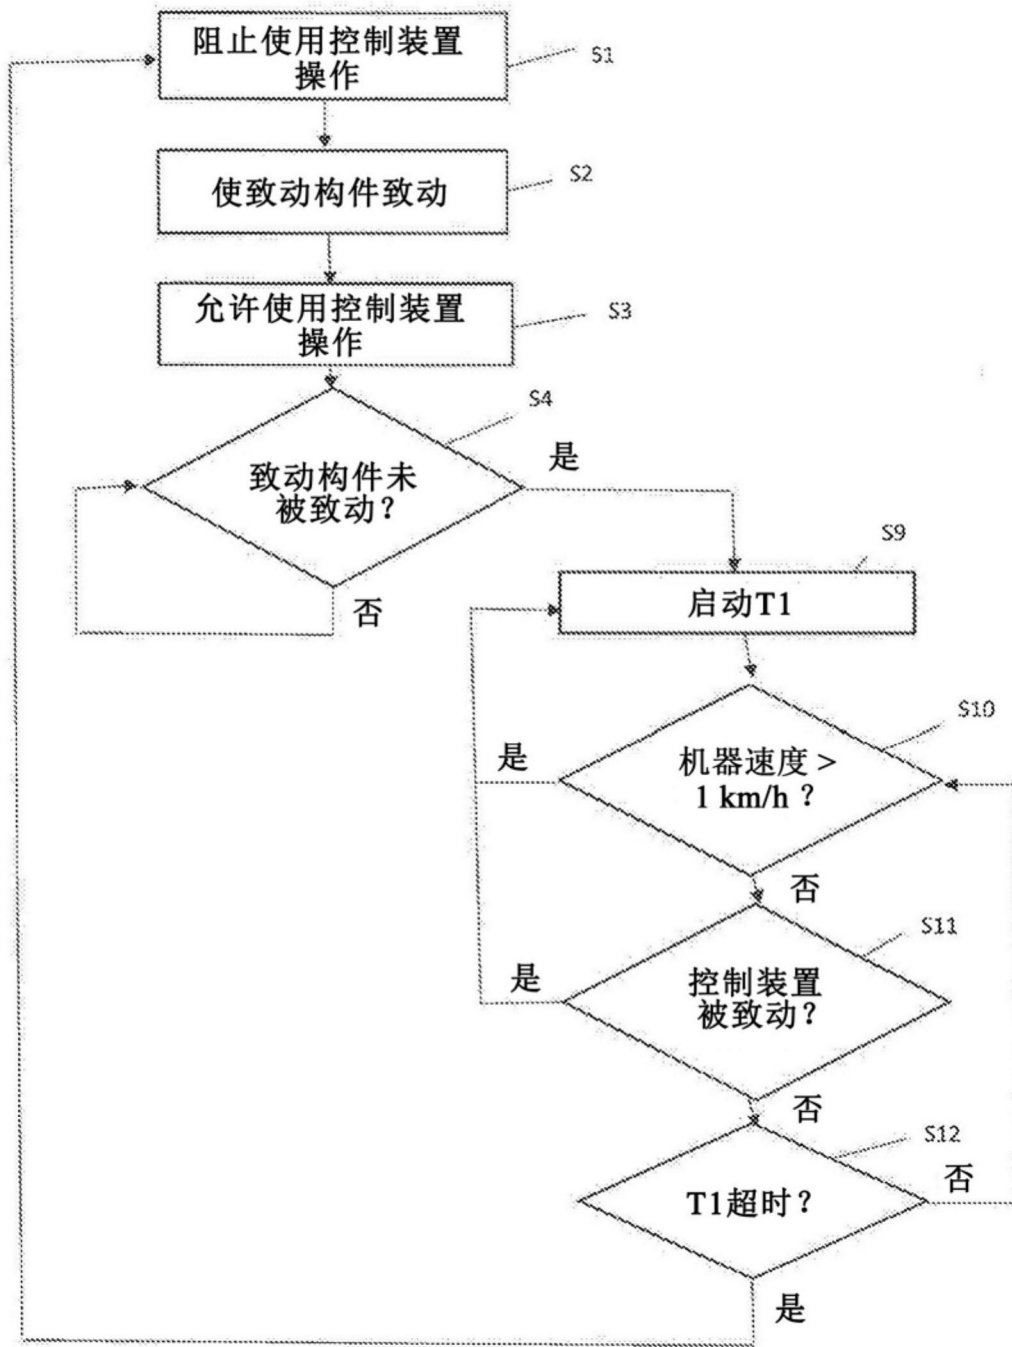 阻止使用控制装置
操作
S1
使致动构件致动
S2
允许使用控制装置
操作
S3
S4
致动构件未
被致动？
是
否
S9
启动T1
S10
机器速度 >
1 km/h ？
是
否
S11
控制装置
被致动？
是
否
S12
T1超时？
否
是